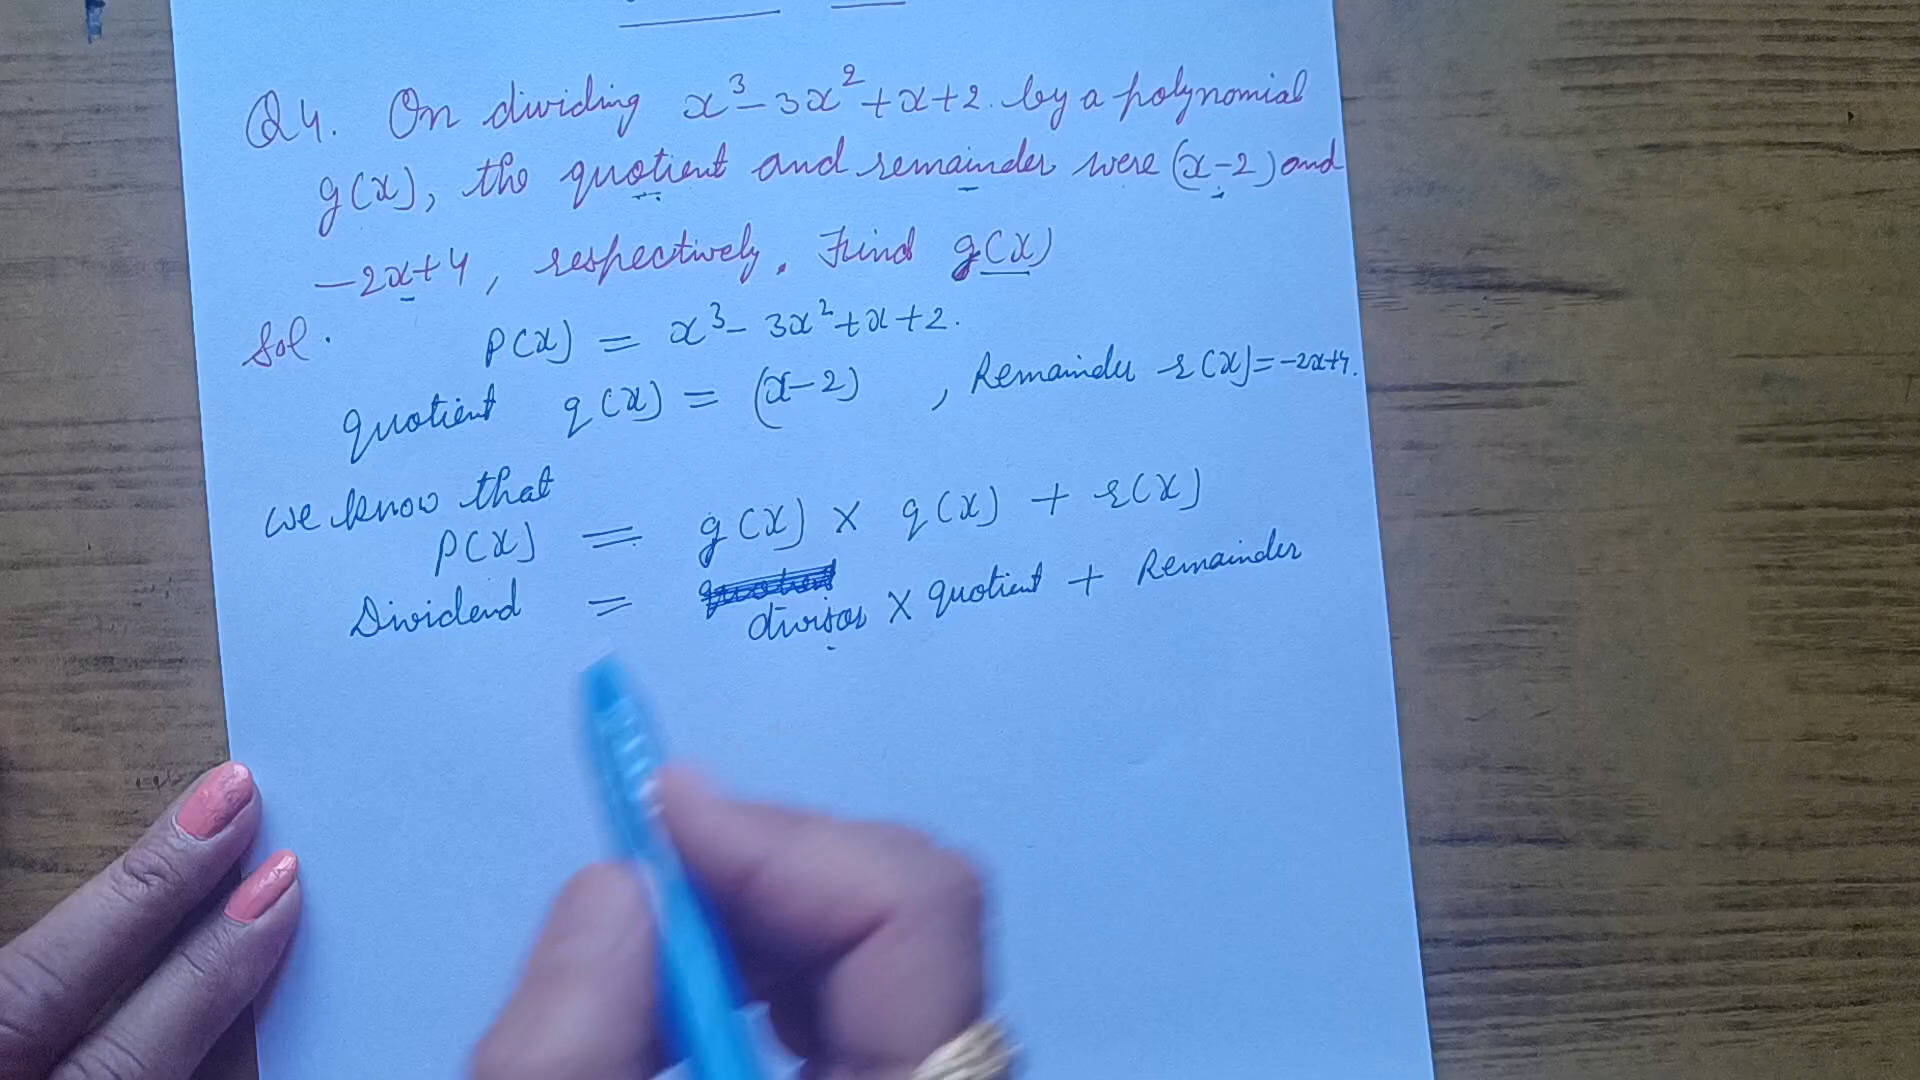 Q4. On dividing x³-3x²+x+2. by a polynomial
g(x), the quotient and remainder were (x-2) and
-2x+4, respectively. Find g(x)
Sol. P(x) = x³- 3x²+x+2.
quotient q(x) = (x-2) , Remainder r(x)=-2x+4.
we know that
P(x) = g(x) × q(x) + r(x)
Dividend = divisor × quotient + Remainder